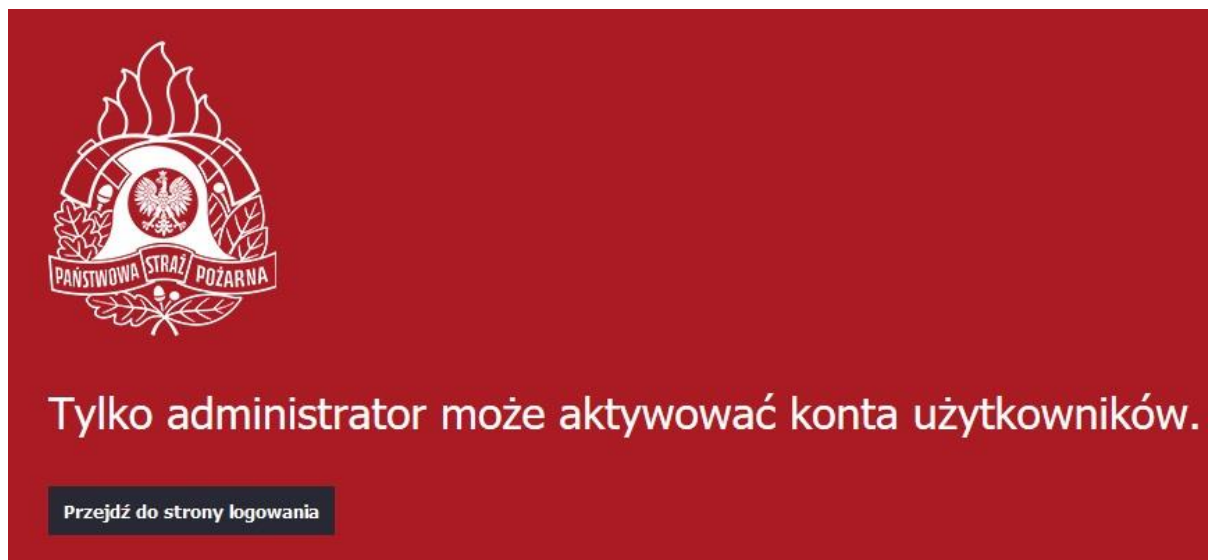 PAŃSTWOWA STRAŻ POŻARNA
Tylko administrator może aktywować konta użytkowników.
Przejdź do strony logowania